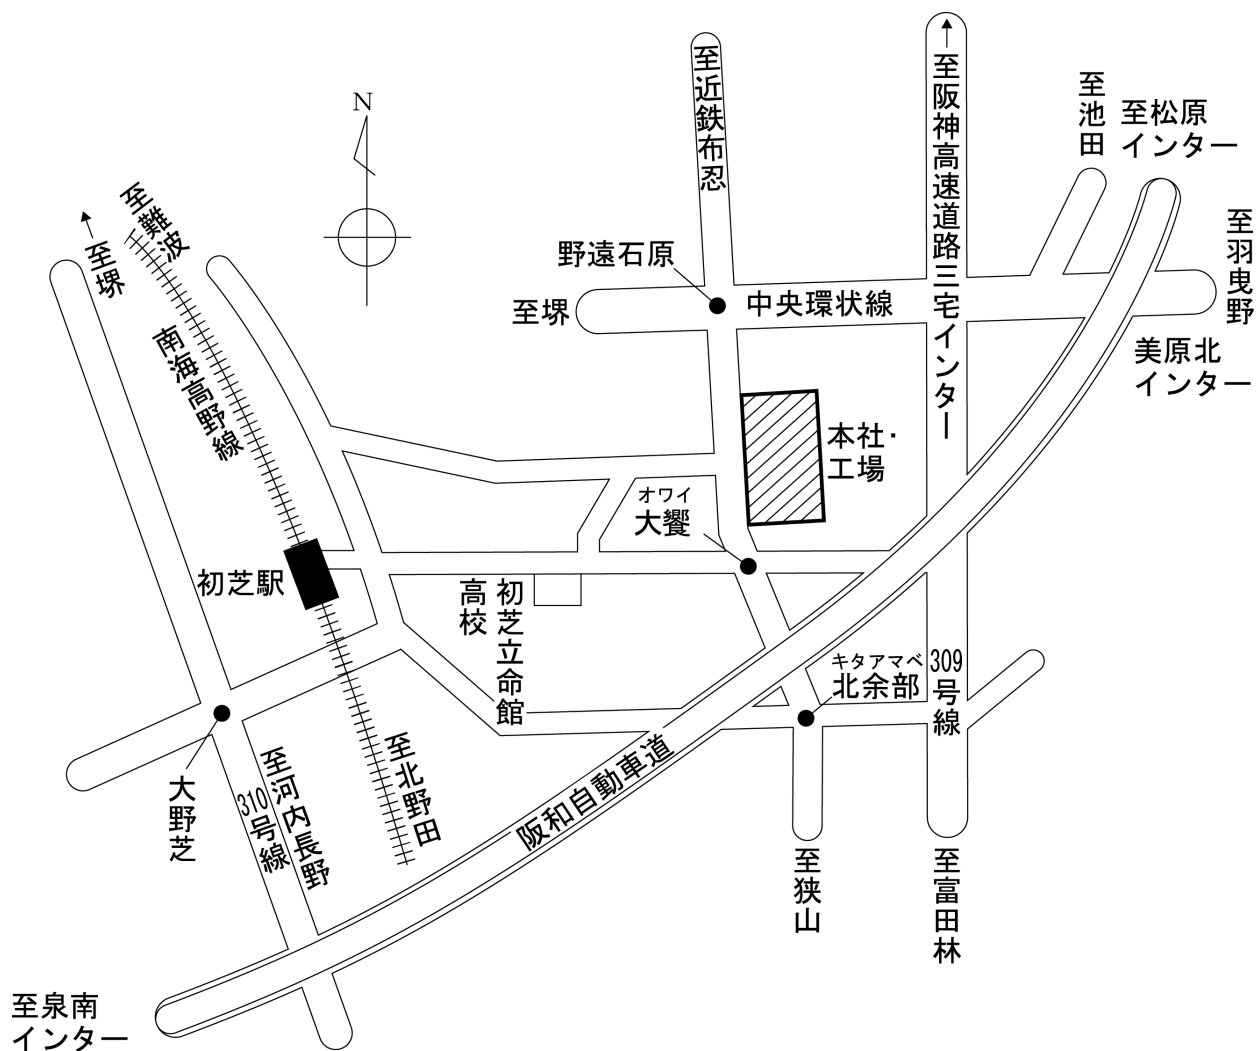 N
至近鉄布忍
至阪神高速道路三宅インター
至池田
至松原
インター
至羽曳野
至難波
至堺
野遠石原
至堺
中央環状線
美原北
インター
南海高野線
本社・
工場
オワイ
大饗
初芝駅
初芝立命館
高校
キタアマベ
北余部
309
号線
大野芝
310
号線
至河内長野
至北野田
阪和自動車道
至狭山
至富田林
至泉南
インター